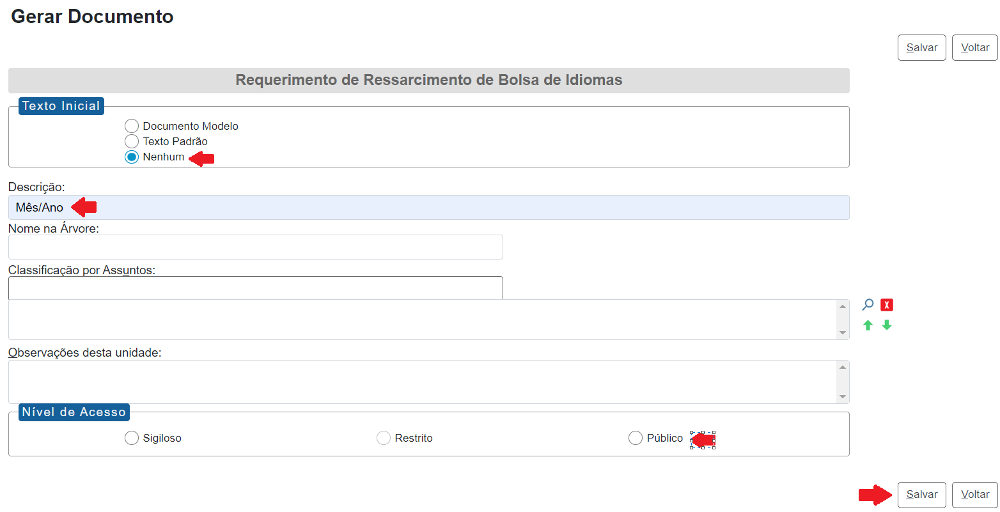 Gerar Documento
Salvar Voltar
Requerimento de Ressarcimento de Bolsa de Idiomas
Texto Inicial
Documento Modelo
Texto Padrão
Nenhum
Descrição:
Mês/Ano
Nome na Árvore:
Classificação por Assuntos:
X
Observações desta unidade:
Nível de Acesso
Sigiloso Restrito Público
Salvar Voltar